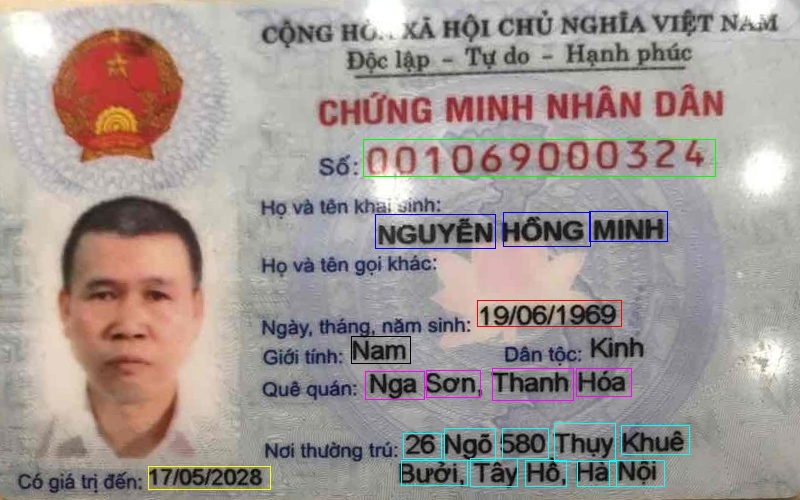 CỘNG HÒA XÃ HỘI CHỦ NGHĨA VIỆT NAM
Độc lập - Tự do - Hạnh phúc
CHỨNG MINH NHÂN DÂN
Số: 001069000324
Họ và tên khai sinh:
NGUYỄN HỒNG MINH
Họ và tên gọi khác:
Ngày, tháng, năm sinh: 19/06/1969
Giới tính: Nam Dân tộc: Kinh
Quê quán: Nga Sơn, Thanh Hóa
Nơi thường trú: 26 Ngõ 580 Thụy Khuê
Bưởi, Tây Hồ, Hà Nội
Có giá trị đến: 17/05/2028